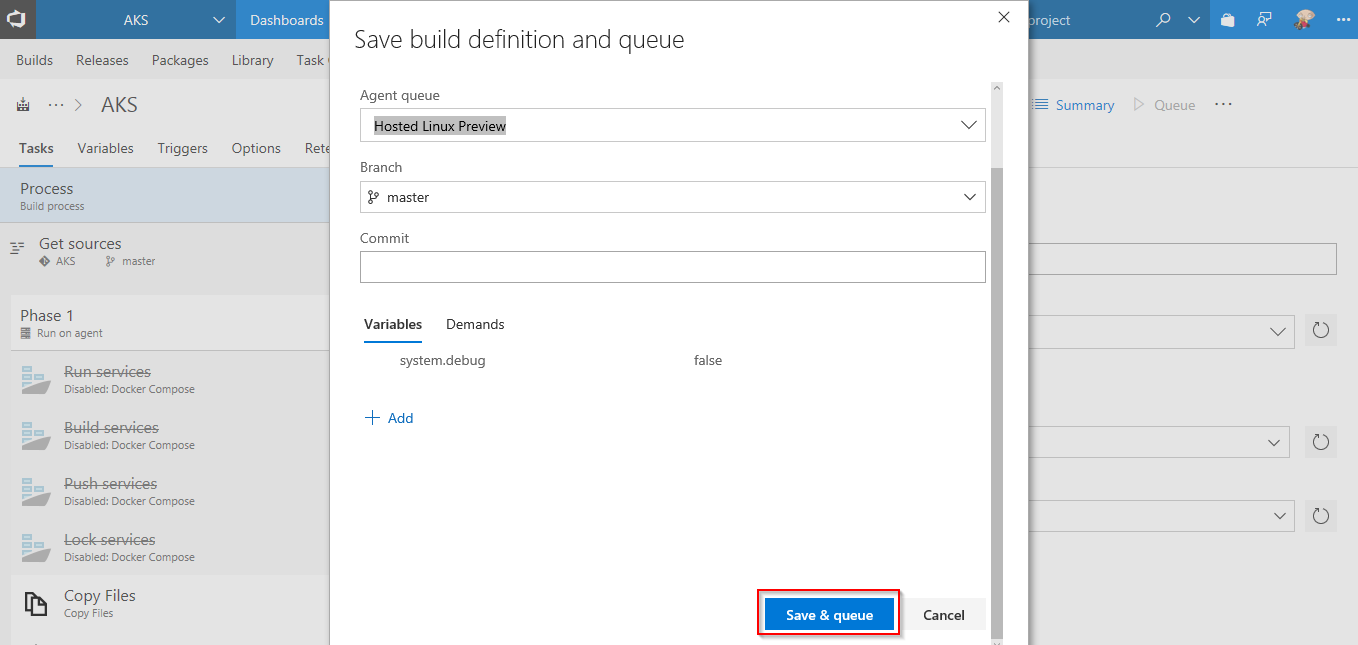 AKS
Dashboards
project
Builds
Releases
Packages
Library
Task
AKS
Summary
Queue
Tasks
Variables
Triggers
Options
Process
Build process
Get sources
AKS
master
Phase 1
Run on agent
Run services
Disabled: Docker Compose
Build services
Disabled: Docker Compose
Push services
Disabled: Docker Compose
Lock services
Disabled: Docker Compose
Copy Files
Copy Files
Save build definition and queue
Agent queue
Hosted Linux Preview
Branch
master
Commit
Variables
Demands
system.debug
false
Add
Save & queue
Cancel